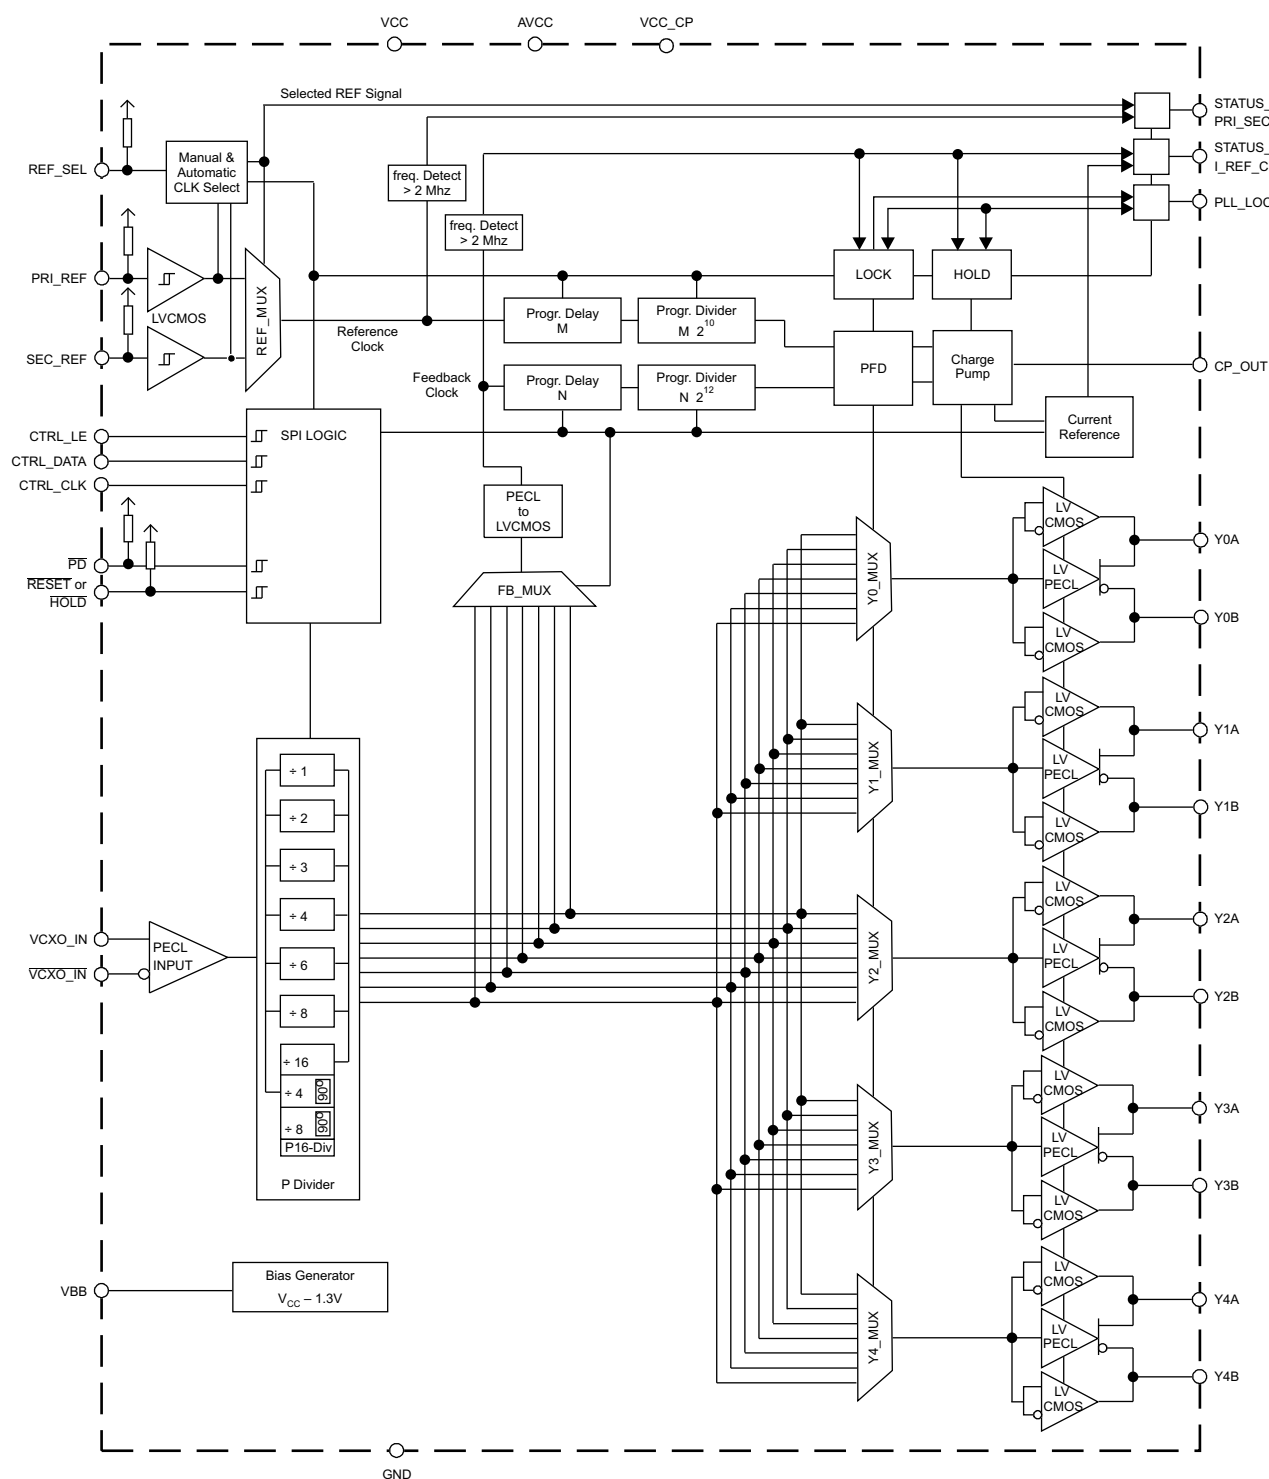 VCC
AVCC
VCC_CP
Selected REF Signal
STATUS_
PRI_SEC
REF_SEL
Manual &
Automatic
CLK Select
freq. Detect
> 2 Mhz
STATUS_
I_REF_C
PLL_LOC
freq. Detect
> 2 Mhz
PRI_REF
LVCMOS
SEC_REF
REF_MUX
Reference
Clock
Progr. Delay
M
Progr. Divider
M 2^10
LOCK
HOLD
PFD
Charge
Pump
CP_OUT
Feedback
Clock
Progr. Delay
N
Progr. Divider
N 2^12
Current
Reference
CTRL_LE
CTRL_DATA
CTRL_CLK
SPI LOGIC
PD
RESET or
HOLD
PECL
to
LVCMOS
FB_MUX
Y0_MUX
LV
CMOS
LV
PECL
LV
CMOS
Y0A
Y0B
Y1_MUX
LV
CMOS
LV
PECL
LV
CMOS
Y1A
Y1B
÷ 1
÷ 2
÷ 3
÷ 4
÷ 6
÷ 8
÷ 16
÷ 4
90º
÷ 8
90º
P16-Div
P Divider
VCXO_IN
VCXO_IN
PECL
INPUT
Y2_MUX
LV
CMOS
LV
PECL
LV
CMOS
Y2A
Y2B
Y3_MUX
LV
CMOS
LV
PECL
LV
CMOS
Y3A
Y3B
VBB
Bias Generator
VCC – 1.3V
Y4_MUX
LV
CMOS
LV
PECL
LV
CMOS
Y4A
Y4B
GND